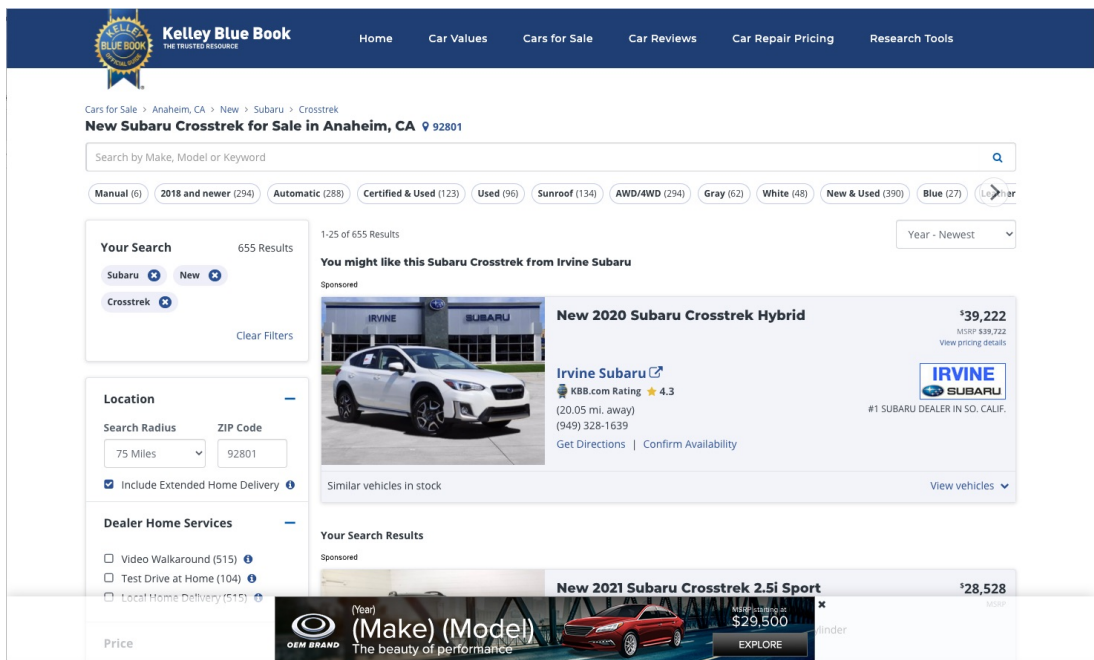 Kelley Blue Book
THE TRUSTED RESOURCE
KELLEY
BLUE BOOK
OFFICIAL GUIDE
Home
Car Values
Cars for Sale
Car Reviews
Car Repair Pricing
Research Tools
Cars for Sale > Anaheim, CA > New > Subaru > Crosstrek
New Subaru Crosstrek for Sale in Anaheim, CA 92801
Search by Make, Model or Keyword
Manual (6) 2018 and newer (294) Automatic (288) Certified & Used (123) Used (96) Sunroof (134) AWD/4WD (294) Gray (62) White (48) New & Used (390) Blue (27)
Your Search 655 Results
Subaru New
Crosstrek
Clear Filters
Location
Search Radius ZIP Code
75 Miles 92801
Include Extended Home Delivery
Dealer Home Services
Video Walkaround (515)
Test Drive at Home (104)
Local Home Delivery (515)
Price
1-25 of 655 Results
Year - Newest
You might like this Subaru Crosstrek from Irvine Subaru
Sponsored
IRVINE SUBARU
New 2020 Subaru Crosstrek Hybrid
$39,222
MSRP $39,722
View pricing details
Irvine Subaru
KBB.com Rating 4.3
(20.05 mi. away)
(949) 328-1639
Get Directions | Confirm Availability
IRVINE
SUBARU
#1 SUBARU DEALER IN SO. CALIF.
Similar vehicles in stock
View vehicles
Your Search Results
Sponsored
New 2021 Subaru Crosstrek 2.5i Sport
$28,528
MSRP
OEM BRAND
(Year)
(Make) (Model)
The beauty of performance
MSRP starting at
$29,500
EXPLORE